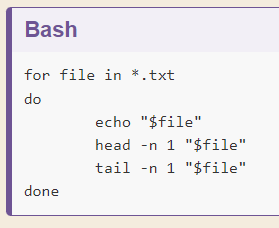 Bash
for file in *.txt
do
        echo "$file"
        head -n 1 "$file"
        tail -n 1 "$file"
done